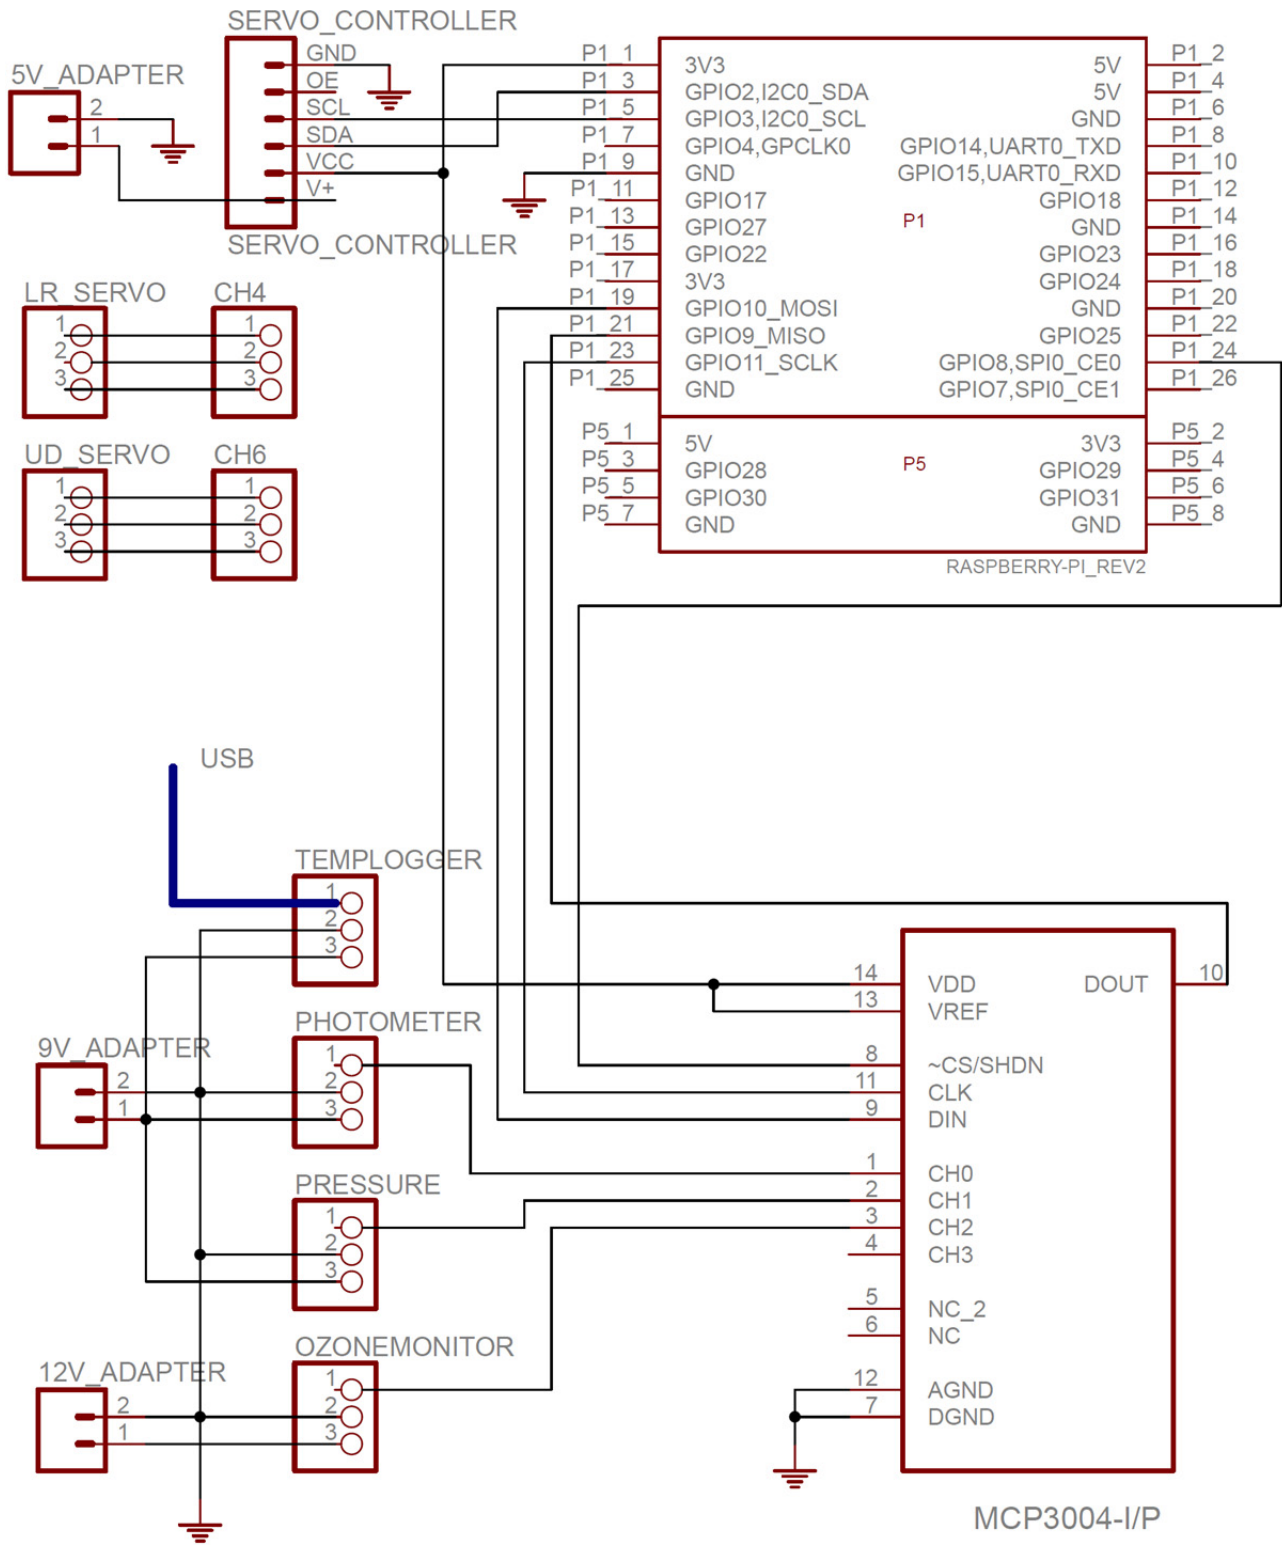 SERVO_CONTROLLER
GND
OE
SCL
SDA
VCC
V+
SERVO_CONTROLLER
5V_ADAPTER
2
1
LR_SERVO
1
2
3
CH4
1
2
3
UD_SERVO
1
2
3
CH6
1
2
3
P1_1 3V3 5V P1_2
P1_3 GPIO2,I2C0_SDA 5V P1_4
P1_5 GPIO3,I2C0_SCL GND P1_6
P1_7 GPIO4,GPCLK0 GPIO14,UART0_TXD P1_8
P1_9 GND GPIO15,UART0_RXD P1_10
P1_11 GPIO17 GPIO18 P1_12
P1_13 GPIO27 P1 GND P1_14
P1_15 GPIO22 GPIO23 P1_16
P1_17 3V3 GPIO24 P1_18
P1_19 GPIO10_MOSI GND P1_20
P1_21 GPIO9_MISO GPIO25 P1_22
P1_23 GPIO11_SCLK GPIO8,SPI0_CE0 P1_24
P1_25 GND GPIO7,SPI0_CE1 P1_26
P5_1 5V 3V3 P5_2
P5_3 GPIO28 P5 GPIO29 P5_4
P5_5 GPIO30 GPIO31 P5_6
P5_7 GND GND P5_8
RASPBERRY-PI_REV2
USB
TEMPLOGGER
1
2
3
9V_ADAPTER
2
1
PHOTOMETER
1
2
3
PRESSURE
1
2
3
12V_ADAPTER
2
1
OZONEMONITOR
1
2
3
14 VDD DOUT 10
13 VREF
8 ~CS/SHDN
11 CLK
9 DIN
1 CH0
2 CH1
3 CH2
4 CH3
5 NC_2
6 NC
12 AGND
7 DGND
MCP3004-I/P